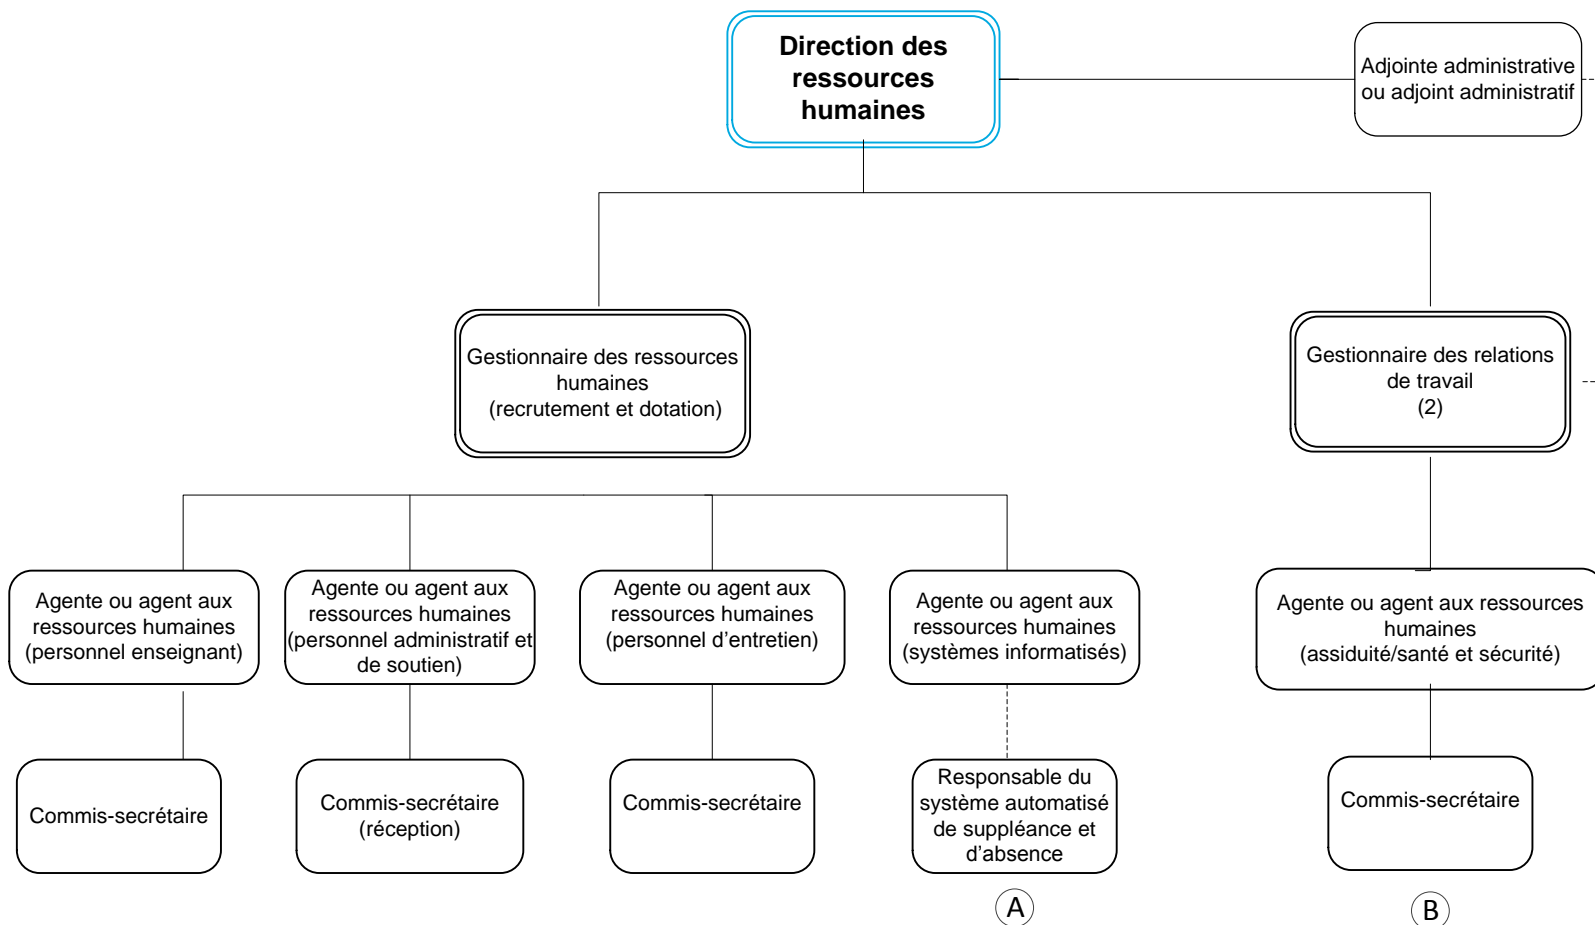 Direction des
ressources
humaines
Adjointe administrative
ou adjoint administratif
Gestionnaire des ressources
humaines
(recrutement et dotation)
Gestionnaire des relations
de travail
(2)
Agente ou agent aux
ressources humaines
(personnel enseignant)
Agente ou agent aux
ressources humaines
(personnel administratif et
de soutien)
Agente ou agent aux
ressources humaines
(personnel d’entretien)
Agente ou agent aux
ressources humaines
(systèmes informatisés)
Agente ou agent aux ressources
humaines
(assiduité/santé et sécurité)
Commis-secrétaire
Commis-secrétaire
(réception)
Commis-secrétaire
Responsable du
système automatisé
de suppléance et
d’absence
Commis-secrétaire
A
B